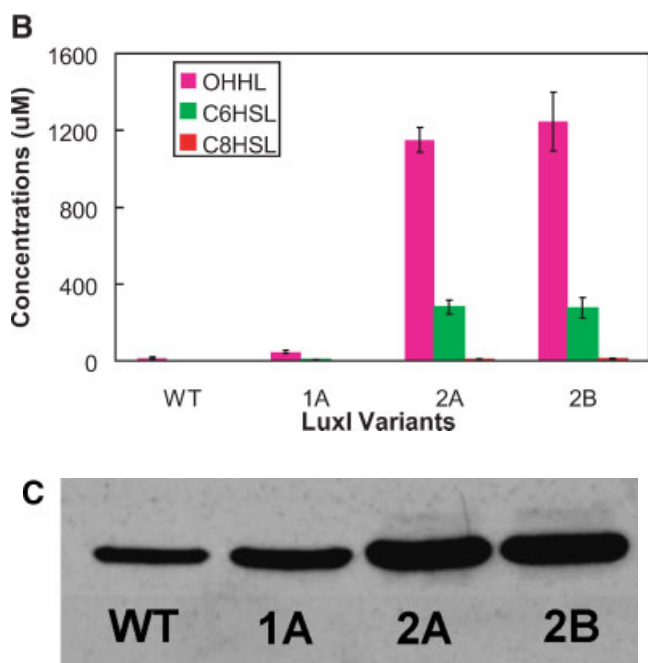 B
Concentrations (uM)
1600
1200
800
400
0
OHHL
C6HSL
C8HSL
WT 1A 2A 2B
LuxI Variants
C
WT 1A 2A 2B